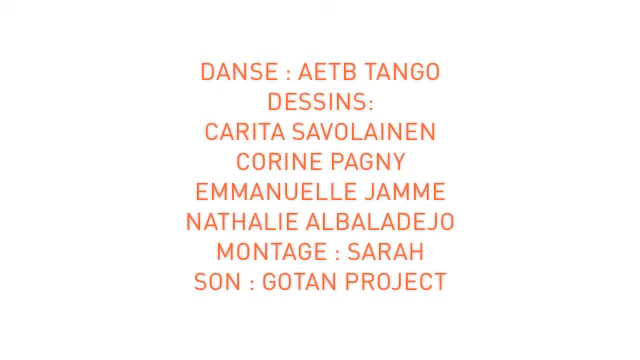 DANSE : AETB TANGO
DESSINS:
CARITA SAVOLAINEN
CORINE PAGNY
EMMANUELLE JAMME
NATHALIE ALBALADEJO
MONTAGE : SARAH
SON : GOTAN PROJECT